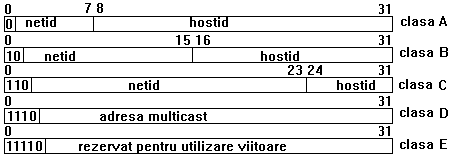 0 7 8 31
0 netid hostid clasa A
0 15 16 31
10 netid hostid clasa B
0 23 24 31
110 netid hostid clasa C
0 31
1110 adresa multicast clasa D
0 31
11110 rezervat pentru utilizare viitoare clasa E